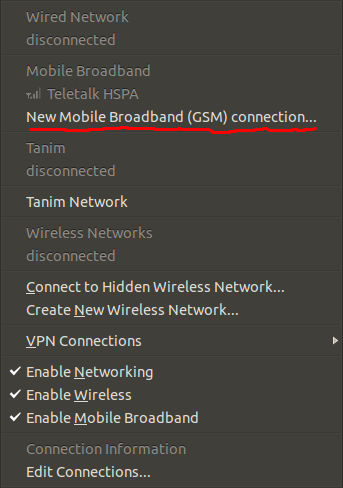 Wired Network
disconnected
Mobile Broadband
Teletalk HSPA
New Mobile Broadband (GSM) connection...
Tanim
disconnected
Tanim Network
Wireless Networks
disconnected
Connect to Hidden Wireless Network...
Create New Wireless Network...
VPN Connections
Enable Networking
Enable Wireless
Enable Mobile Broadband
Connection Information
Edit Connections...